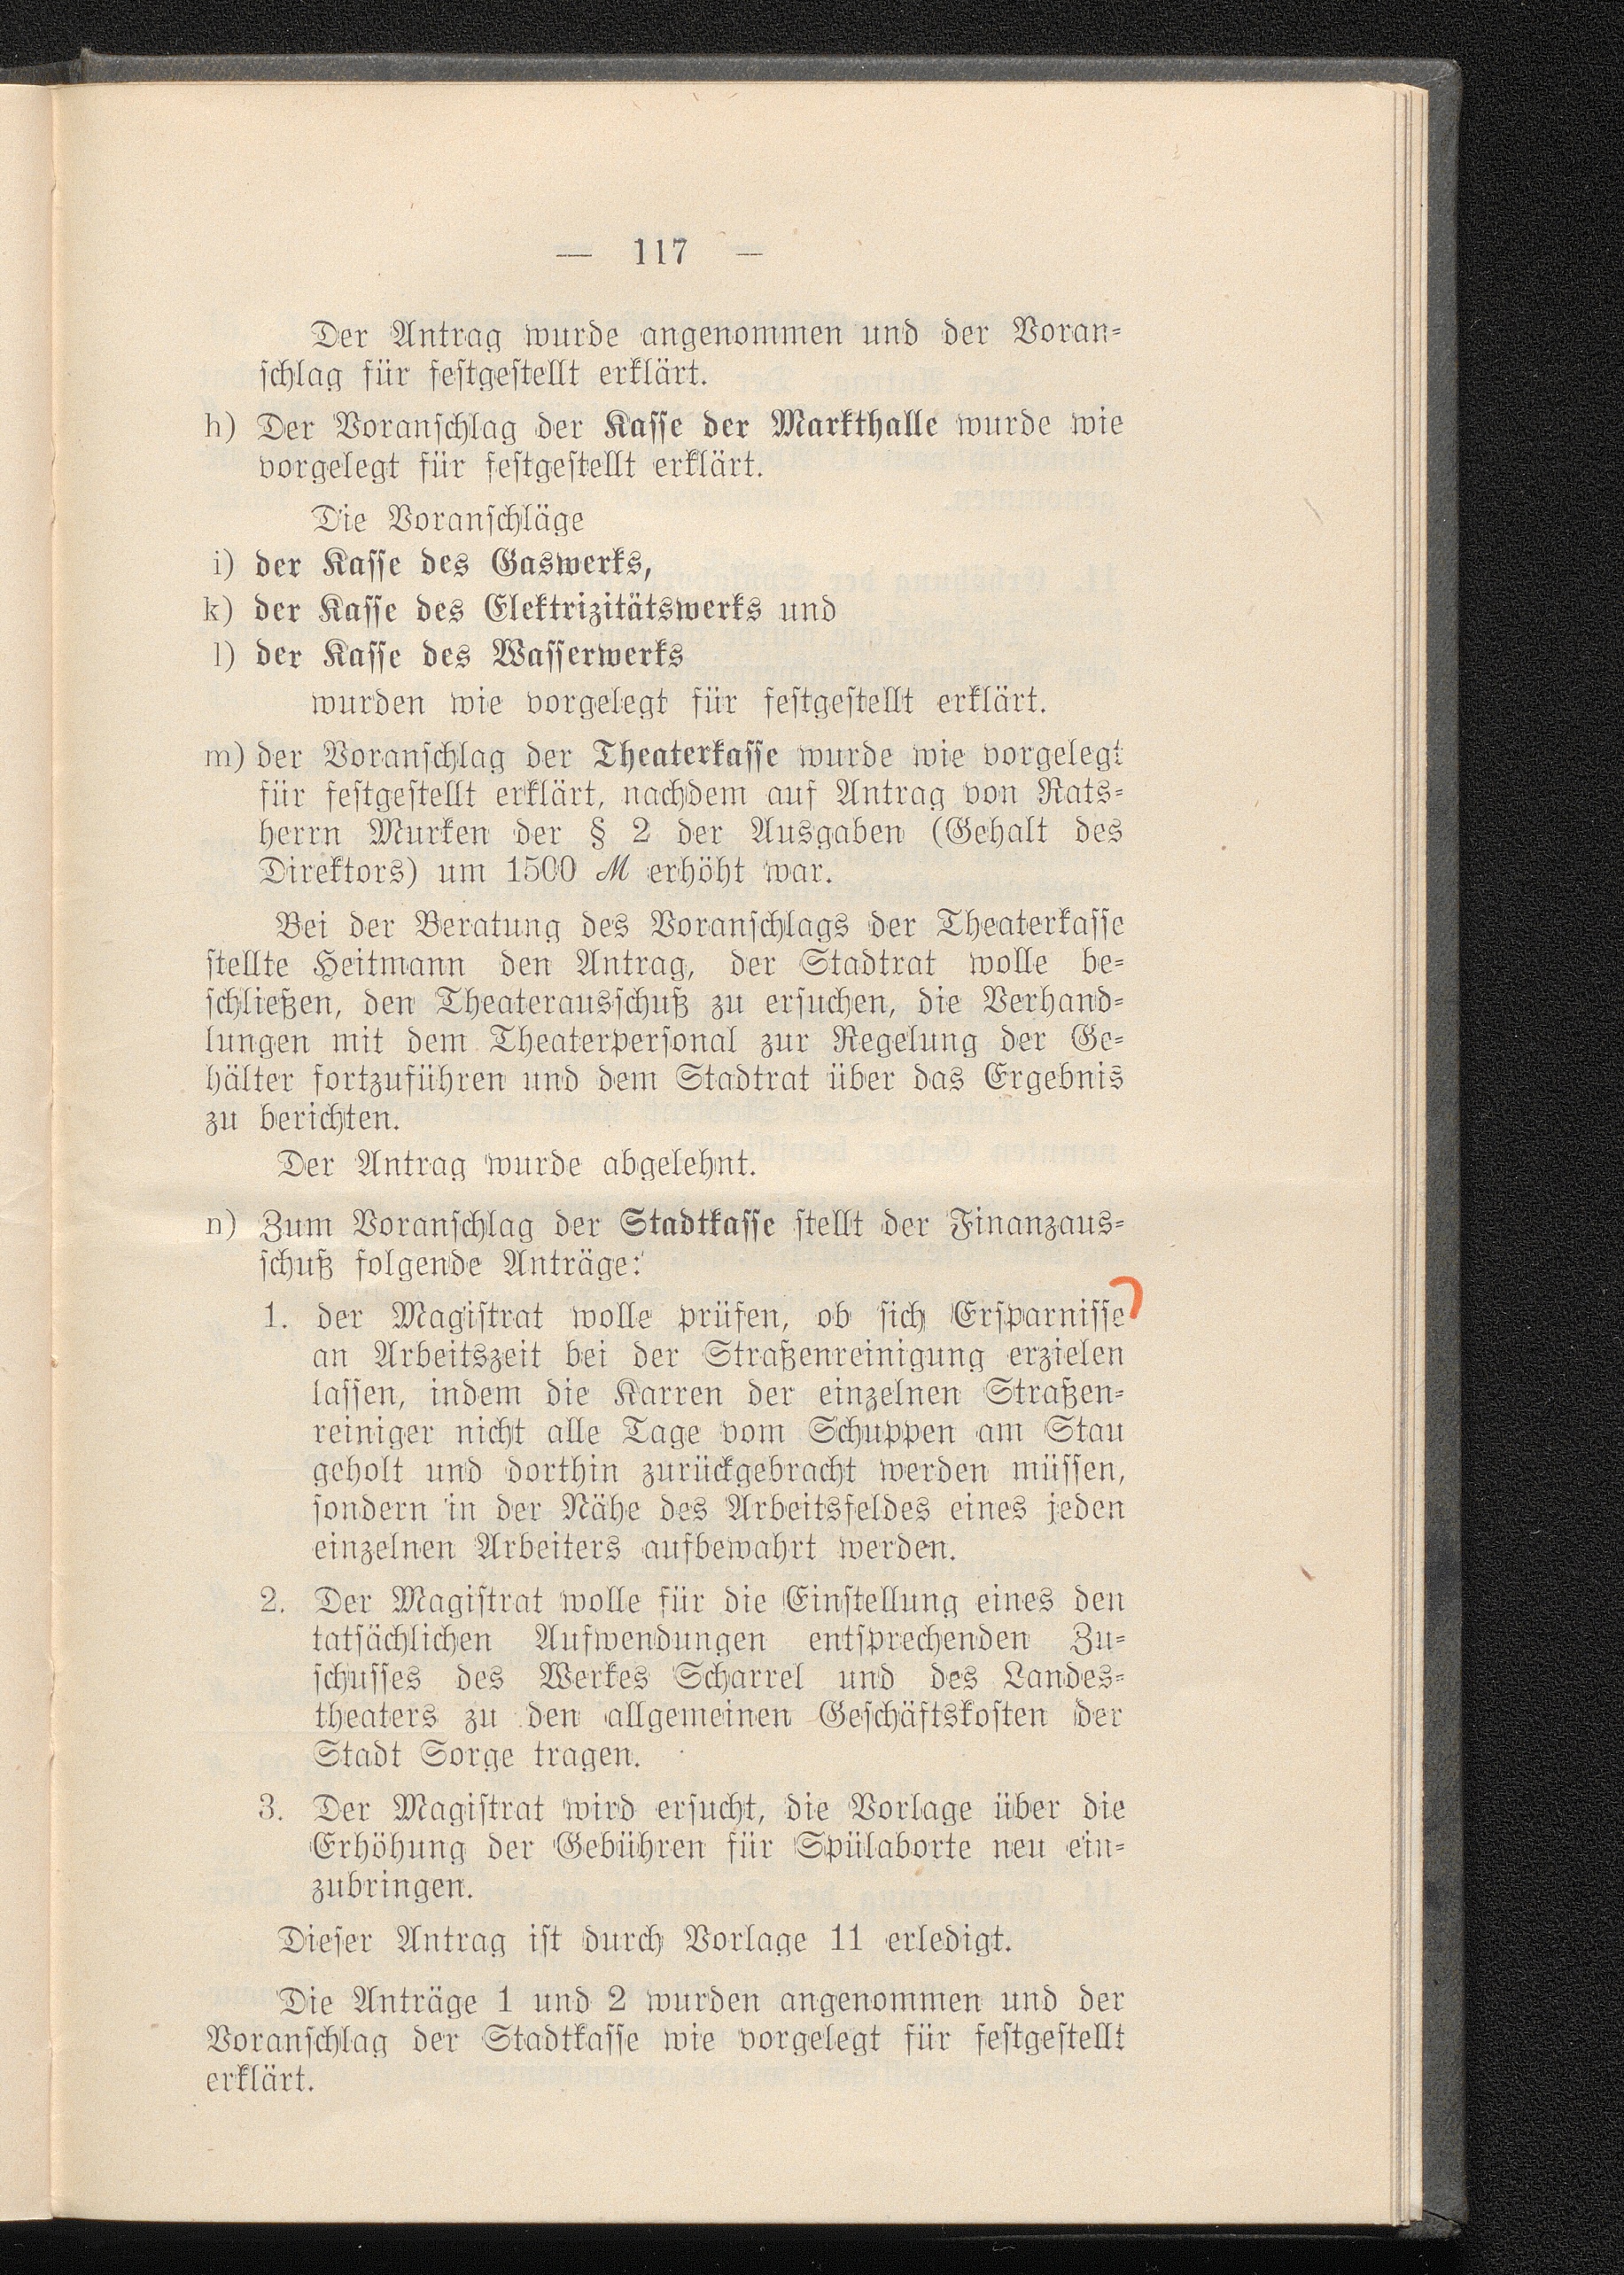 — 117 —
Der Antrag wurde angenommen und der Voran-
schlag für festgestellt erklärt.
h) Der Voranschlag der Kasse der Markthalle wurde wie
vorgelegt für festgestellt erklärt.
Die Voranschläge
i) der Kasse des Gaswerks,
k) der Kasse des Elektrizitätswerks und
l) der Kasse des Wasserwerks
wurden wie vorgelegt für festgestellt erklärt.
m) der Voranschlag der Theaterkasse wurde wie vorgelegt
für festgestellt erklärt, nachdem auf Antrag von Rats-
herrn Murken der § 2 der Ausgaben (Gehalt des
Direktors) um 1500 M erhöht war.
Bei der Beratung des Voranschlags der Theaterkasse
stellte Heitmann den Antrag, der Stadtrat wolle be-
schließen, den Theaterausschuß zu ersuchen, die Verhand-
lungen mit dem Theaterpersonal zur Regelung der Ge-
hälter fortzuführen und dem Stadtrat über das Ergebnis
zu berichten.
Der Antrag wurde abgelehnt.
n) Zum Voranschlag der Stadtkasse stellt der Finanzaus-
schuß folgende Anträge:
1. der Magistrat wolle prüfen, ob sich Ersparnisse
an Arbeitszeit bei der Straßenreinigung erzielen
lassen, indem die Karren der einzelnen Straßen-
reiniger nicht alle Tage vom Schuppen am Stau
geholt und dorthin zurückgebracht werden müssen,
sondern in der Nähe des Arbeitsfeldes eines jeden
einzelnen Arbeiters aufbewahrt werden.
2. Der Magistrat wolle für die Einstellung eines den
tatsächlichen Aufwendungen entsprechenden Zu-
schusses des Werkes Scharrel und des Landes-
theaters zu den allgemeinen Geschäftskosten der
Stadt Sorge tragen.
3. Der Magistrat wird ersucht, die Vorlage über die
Erhöhung der Gebühren für Spülaborte neu ein-
zubringen.
Dieser Antrag ist durch Vorlage 11 erledigt.
Die Anträge 1 und 2 wurden angenommen und der
Voranschlag der Stadtkasse wie vorgelegt für festgestellt
erklärt.